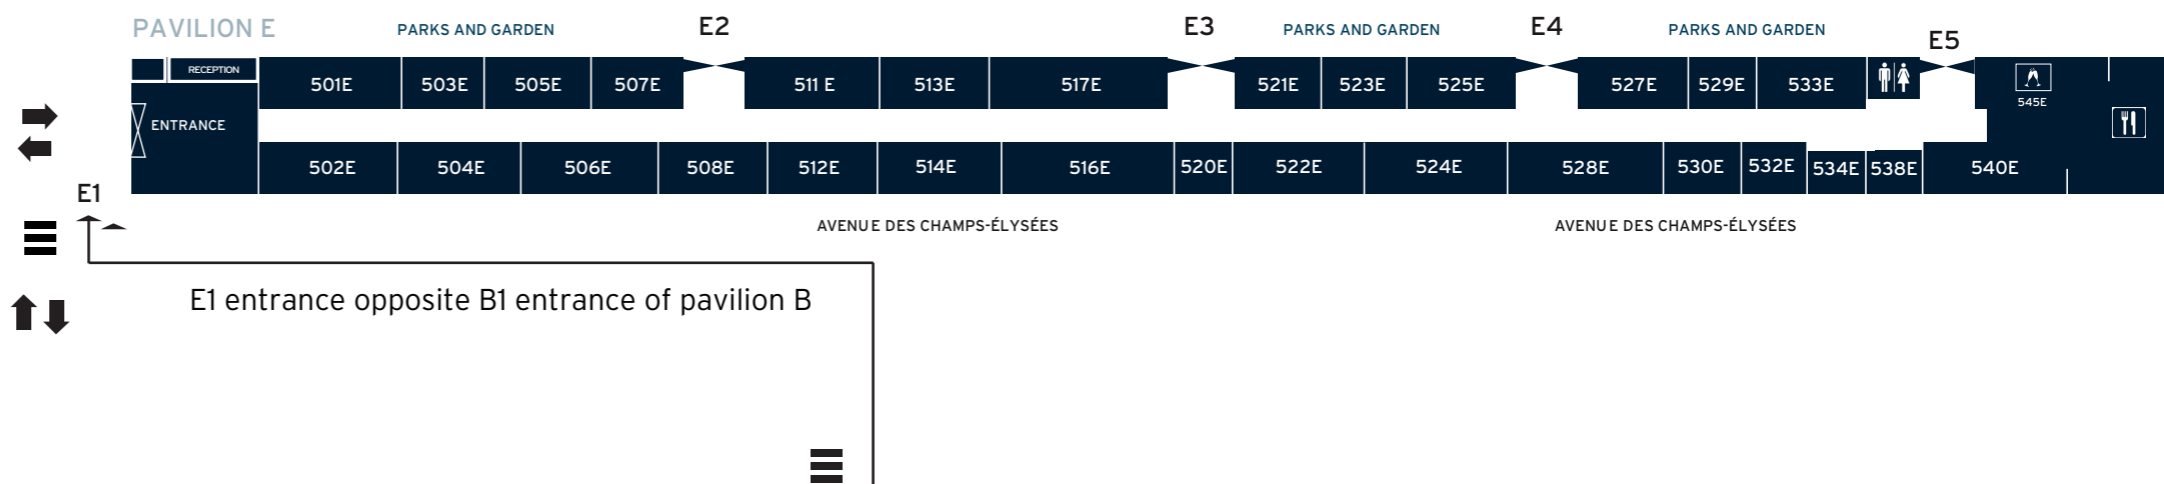 PAVILION E
PARKS AND GARDEN
E2
E3
PARKS AND GARDEN
E4
PARKS AND GARDEN
E5
RECEPTION
501E
503E
505E
507E
511 E
513E
517E
521E
523E
525E
527E
529E
533E
545E
ENTRANCE
502E
504E
506E
508E
512E
514E
516E
520E
522E
524E
528E
530E
532E
534E
538E
540E
E1
AVENUE DES CHAMPS-ÉLYSÉES
AVENUE DES CHAMPS-ÉLYSÉES
E1 entrance opposite B1 entrance of pavilion B